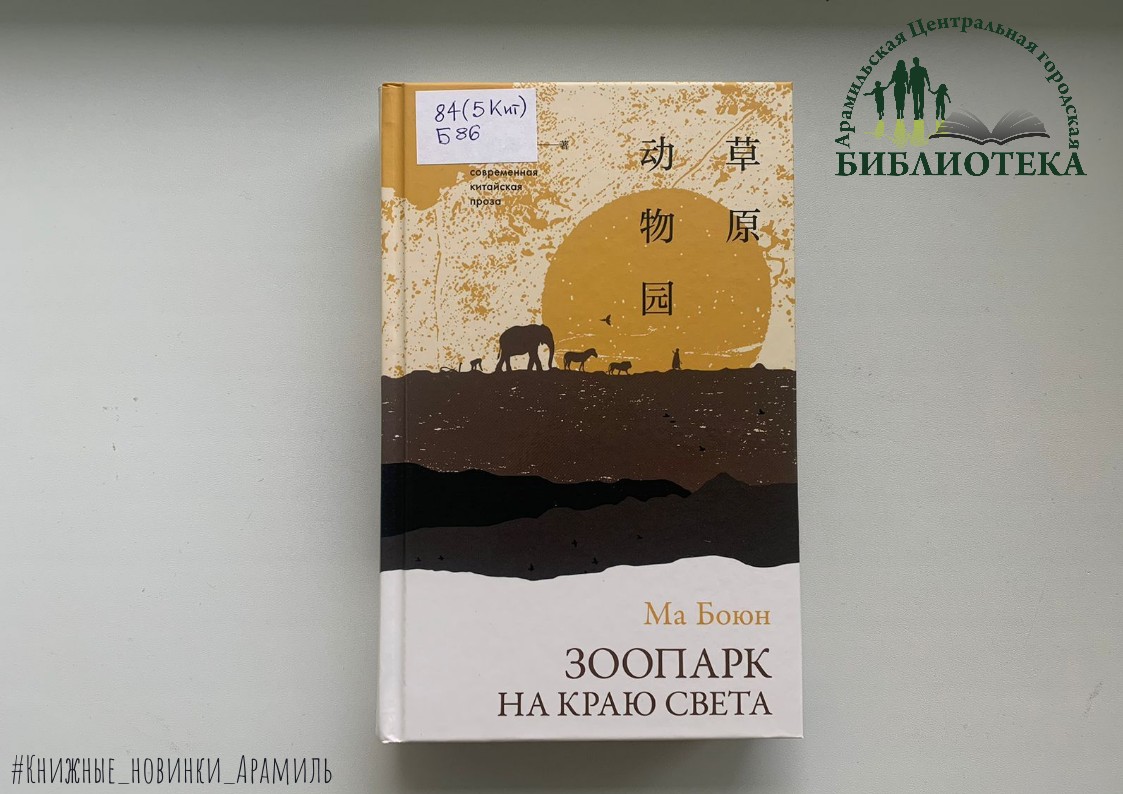 Арамильская Центральная городская
БИБЛИОТЕКА
84(5Кит)
Б86
著
современная
китайская
проза
草原
动物园
Ма Боюн
ЗООПАРК
НА КРАЮ СВЕТА
#Книжные_новинки_Арамиль